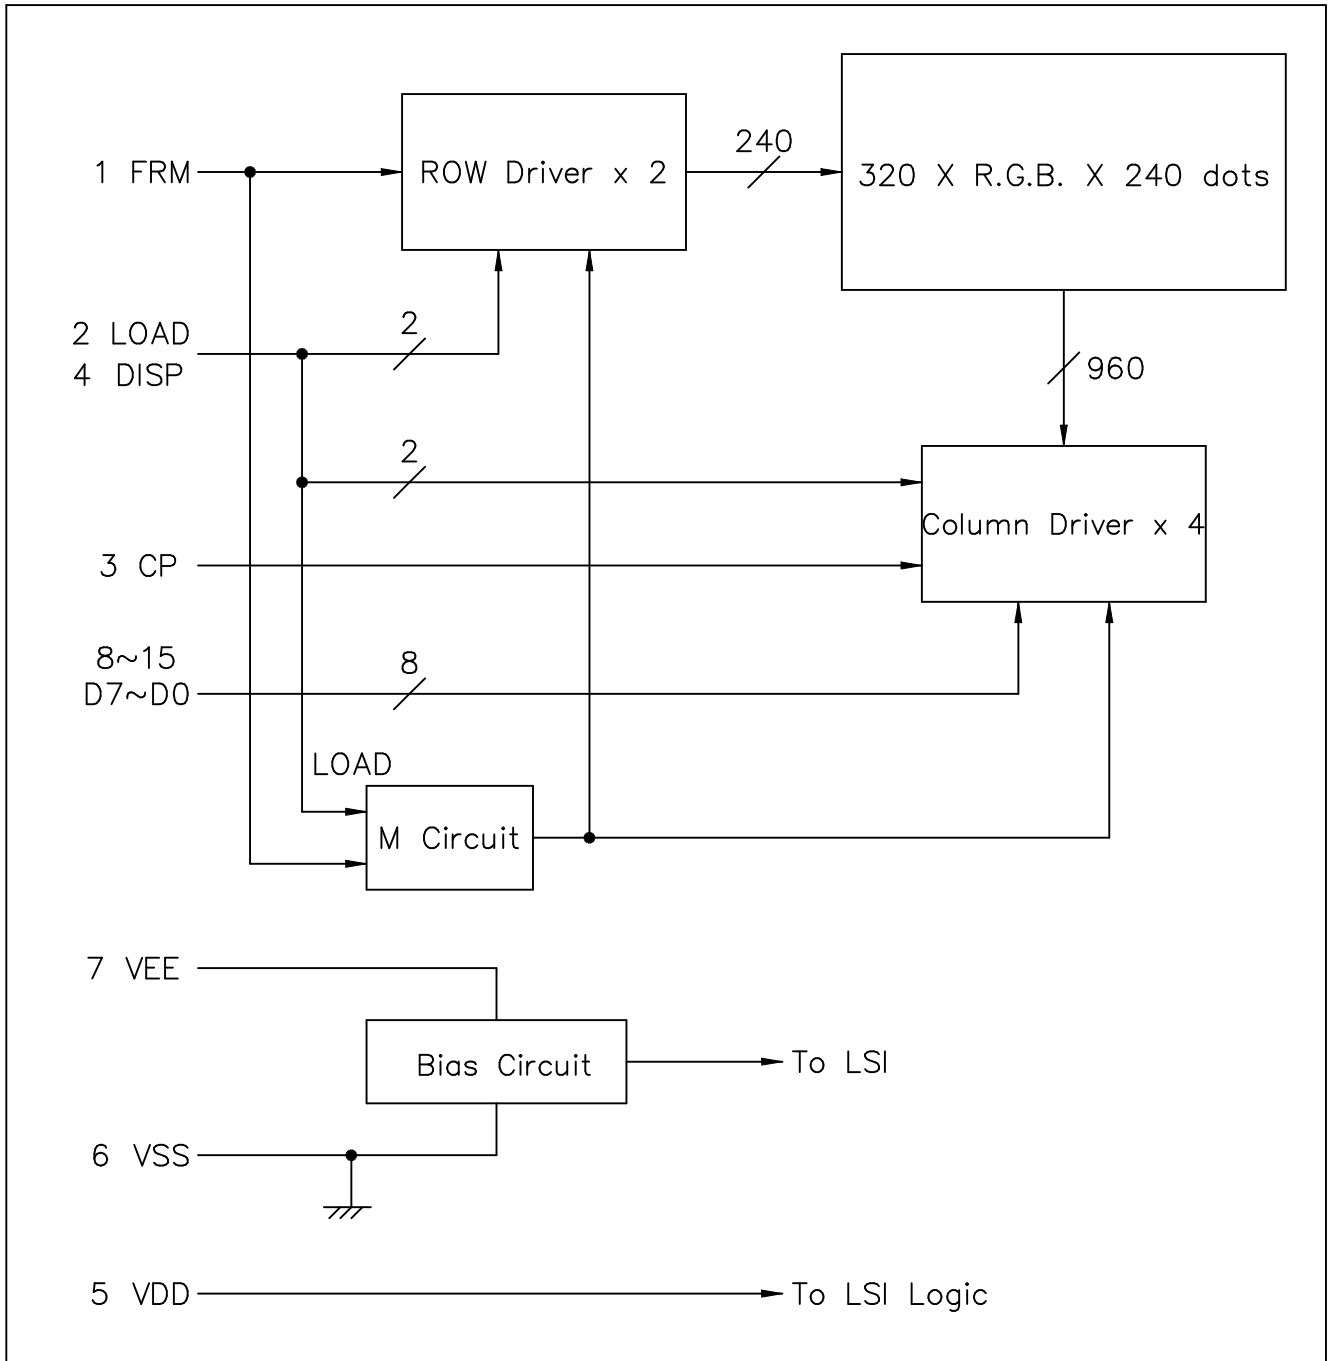 1 FRM
ROW Driver x 2
240
320 X R.G.B. X 240 dots
2 LOAD
4 DISP
2
960
2
Column Driver x 4
3 CP
8~15
D7~D0
8
LOAD
M Circuit
7 VEE
Bias Circuit
To LSI
6 VSS
5 VDD
To LSI Logic